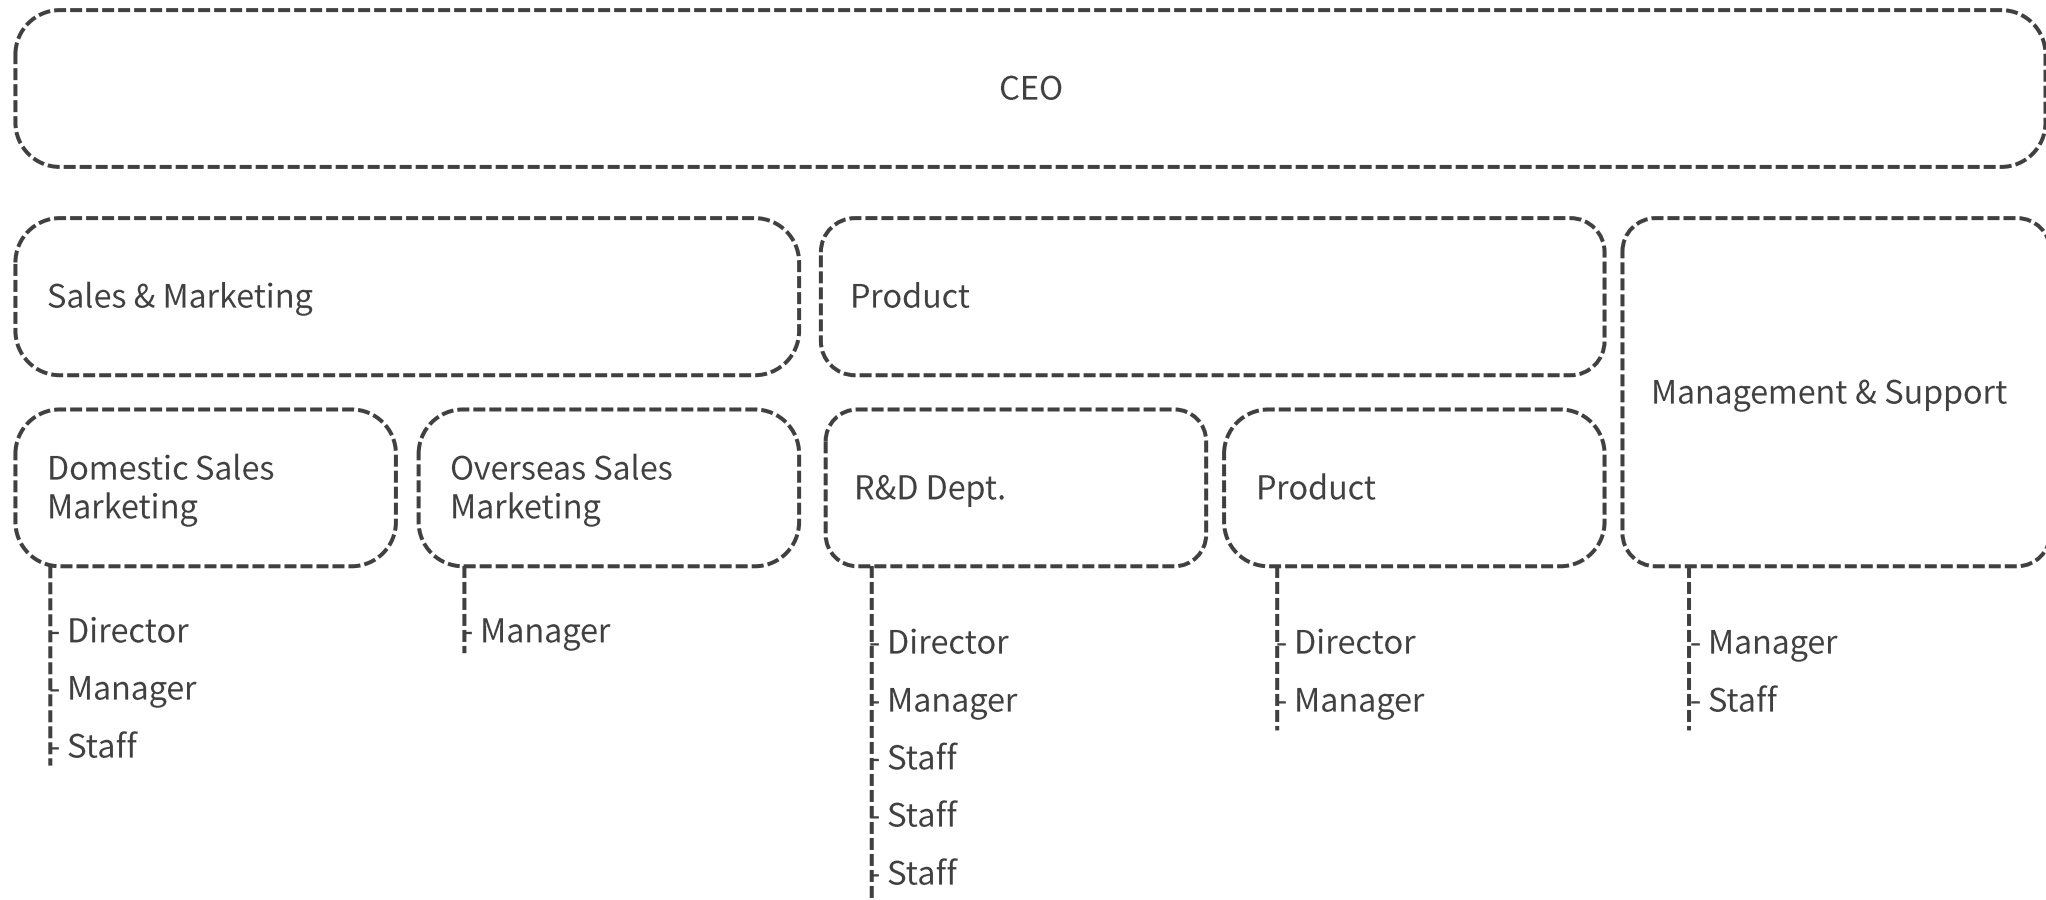 CEO
Sales & Marketing
Product
Management & Support
Domestic Sales
Marketing
Overseas Sales
Marketing
R&D Dept.
Product
- Director
- Manager
- Staff
- Manager
- Director
- Manager
- Staff
- Staff
- Staff
- Director
- Manager
- Manager
- Staff